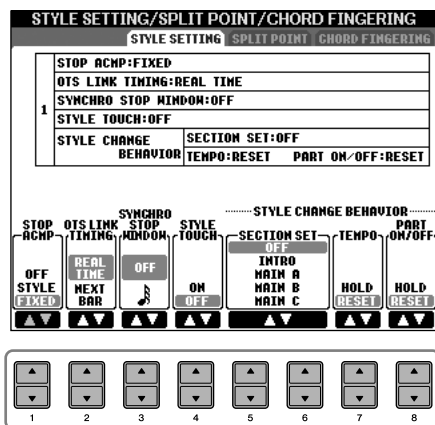 STYLE SETTING/SPLIT POINT/CHORD FINGERING
STYLE SETTING SPLIT POINT CHORD FINGERING
1
STOP ACMP:FIXED
OTS LINK TIMING:REAL TIME
SYNCHRO STOP WINDOW:OFF
STYLE TOUCH:OFF
STYLE CHANGE BEHAVIOR
SECTION SET:OFF
TEMPO:RESET PART ON/OFF:RESET
STOP ACMP
OFF
STYLE
FIXED
OTS LINK TIMING
REAL TIME
NEXT BAR
SYNCHRO STOP WINDOW
OFF
STYLE TOUCH
ON
OFF
STYLE CHANGE BEHAVIOUR
SECTION SET
OFF
INTRO
MAIN A
MAIN B
MAIN C
TEMPO
HOLD
RESET
PART ON/OFF
HOLD
RESET
1 2 3 4 5 6 7 8